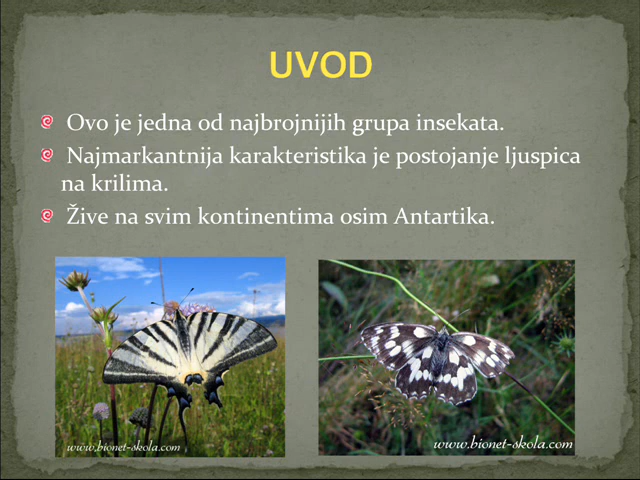 UVOD
Ovo je jedna od najbrojnijih grupa insekata.
Najmarkantnija karakteristika je postojanje ljuspica
na krilima.
Žive na svim kontinentima osim Antartika.
www.bionet-skola.com
www.bionet-skola.com